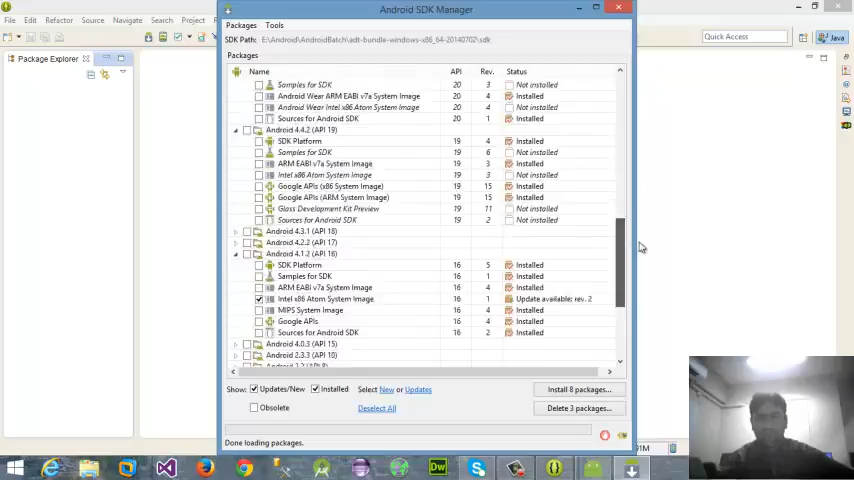 Android SDK Manager
File Edit Refactor Source Navigate Search
Packages Tools
Quick Access
Java
SDK Path: E:\Android\AndroidBatch\adt-bundle-windows-x86_64-20140702\sdk
Package Explorer
Packages
Name API Rev. Status
Samples for SDK 20 3 Not installed
Android Wear ARM EABI v7a System Image 20 4 Installed
Android Wear Intel x86 Atom System Image 20 4 Not installed
Sources for Android SDK 20 1 Installed
Android 4.4.2 (API 19)
SDK Platform 19 4 Installed
Samples for SDK 19 6 Not installed
ARM EABI v7a System Image 19 3 Installed
Intel x86 Atom System Image 19 3 Not installed
Google APIs (x86 System Image) 19 15 Installed
Google APIs (ARM System Image) 19 15 Installed
Glass Development Kit Preview 19 11 Not installed
Sources for Android SDK 19 2 Not installed
Android 4.3.1 (API 18)
Android 4.2.2 (API 17)
Android 4.1.2 (API 16)
SDK Platform 16 5 Installed
Samples for SDK 16 1 Installed
ARM EABI v7a System Image 16 4 Installed
Intel x86 Atom System Image 16 1 Update available: rev. 2
MIPS System Image 16 4 Installed
Google APIs 16 4 Installed
Sources for Android SDK 16 2 Installed
Android 4.0.3 (API 15)
Android 2.3.3 (API 10)
Show: Updates/New Installed Select New or Updates Install 8 packages...
Obsolete Deselect All Delete 3 packages...
Done loading packages.
Dw